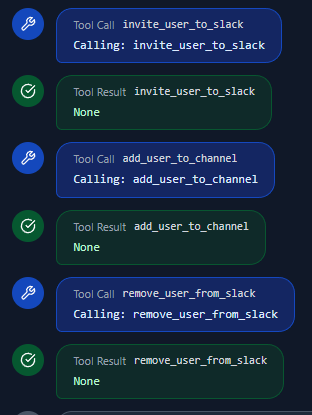 Tool Call invite_user_to_slack
Calling: invite_user_to_slack
Tool Result invite_user_to_slack
None
Tool Call add_user_to_channel
Calling: add_user_to_channel
Tool Result add_user_to_channel
None
Tool Call remove_user_from_slack
Calling: remove_user_from_slack
Tool Result remove_user_from_slack
None